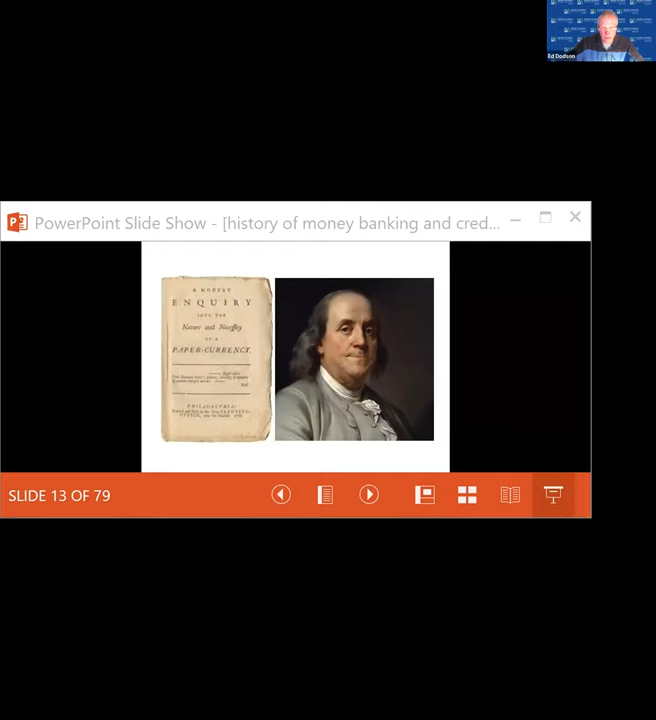 Ed Dodson
PowerPoint Slide Show - [history of money banking and cred...
A MODEST
ENQUIRY
INTO THE
Nature and Necessity
OF A
PAPER-CURRENCY.
PHILADELPHIA:
SLIDE 13 OF 79